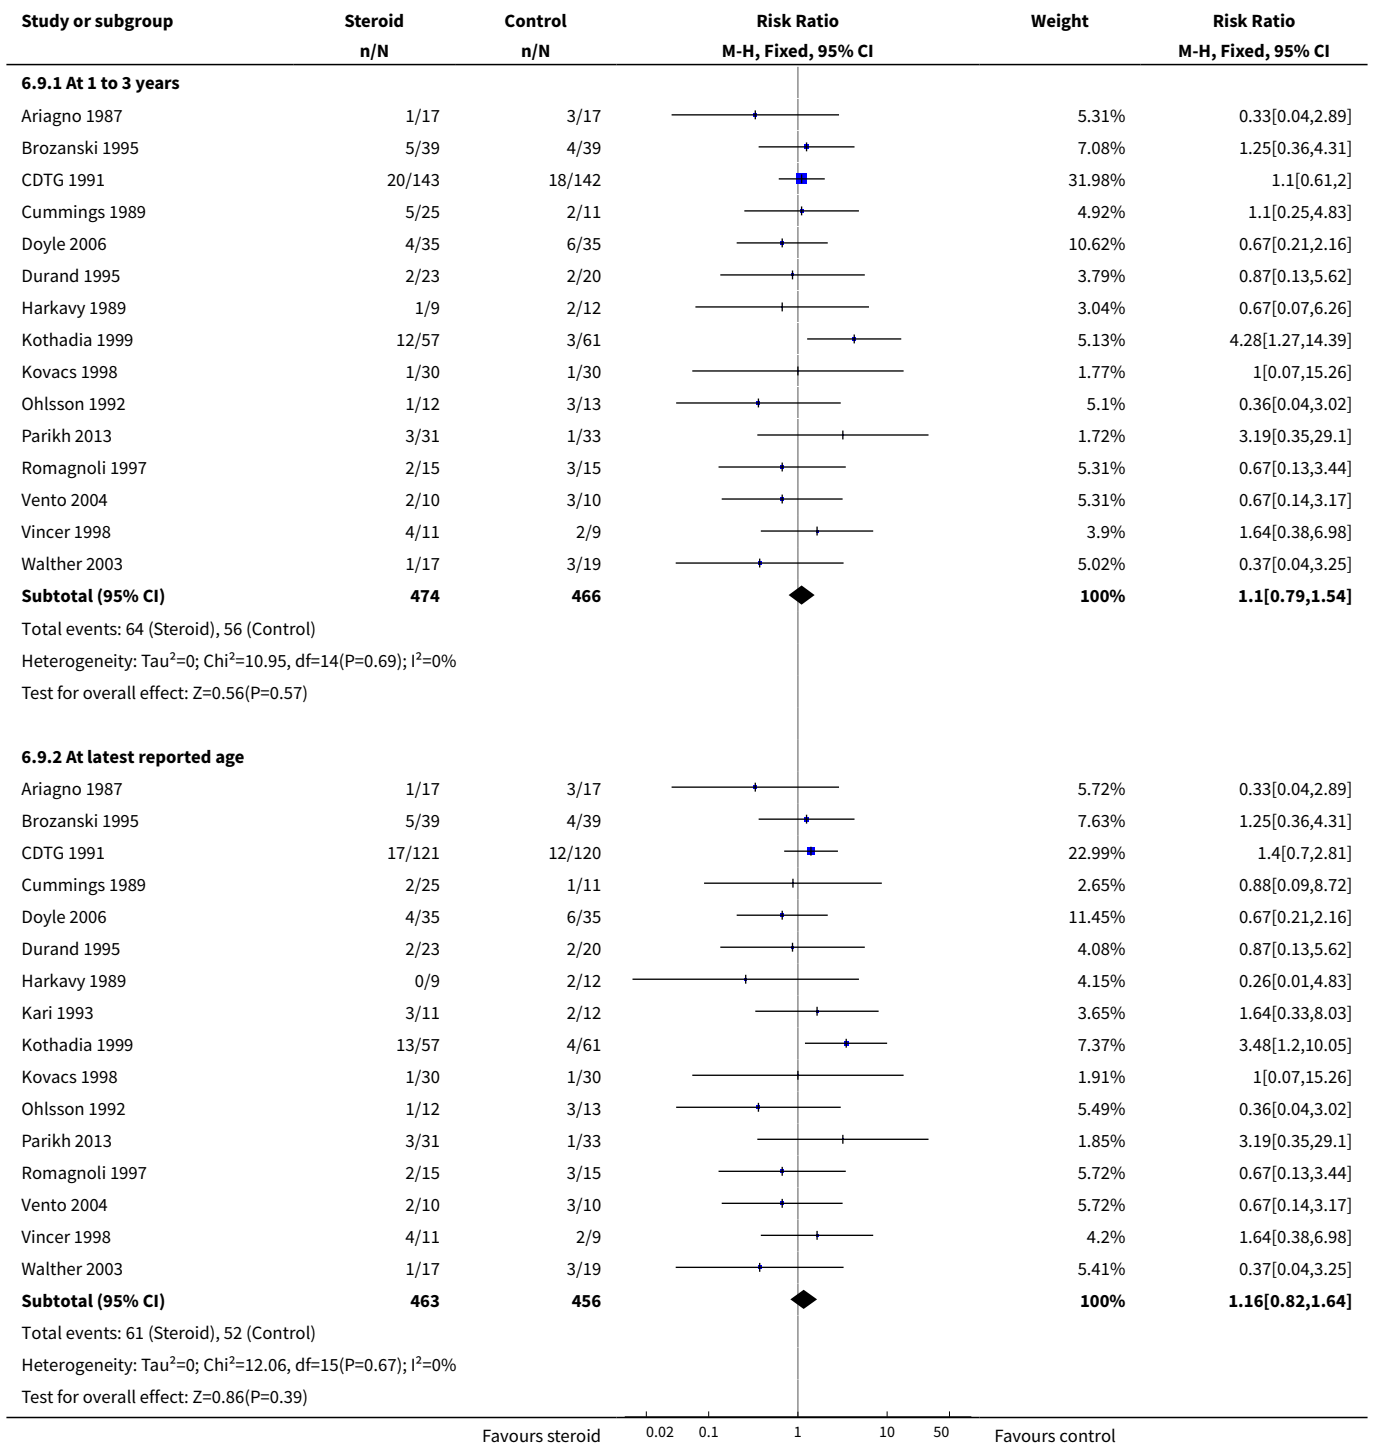 Study or subgroup Steroid Control Risk Ratio Weight Risk Ratio
n/N n/N M-H, Fixed, 95% CI M-H, Fixed, 95% CI
6.9.1 At 1 to 3 years
Ariagno 1987 1/17 3/17 5.31% 0.33[0.04,2.89]
Brozanski 1995 5/39 4/39 7.08% 1.25[0.36,4.31]
CDTG 1991 20/143 18/142 31.98% 1.1[0.61,2]
Cummings 1989 5/25 2/11 4.92% 1.1[0.25,4.83]
Doyle 2006 4/35 6/35 10.62% 0.67[0.21,2.16]
Durand 1995 2/23 2/20 3.79% 0.87[0.13,5.62]
Harkavy 1989 1/9 2/12 3.04% 0.67[0.07,6.26]
Kothadia 1999 12/57 3/61 5.13% 4.28[1.27,14.39]
Kovacs 1998 1/30 1/30 1.77% 1[0.07,15.26]
Ohlsson 1992 1/12 3/13 5.1% 0.36[0.04,3.02]
Parikh 2013 3/31 1/33 1.72% 3.19[0.35,29.1]
Romagnoli 1997 2/15 3/15 5.31% 0.67[0.13,3.44]
Vento 2004 2/10 3/10 5.31% 0.67[0.14,3.17]
Vincer 1998 4/11 2/9 3.9% 1.64[0.38,6.98]
Walther 2003 1/17 3/19 5.02% 0.37[0.04,3.25]
Subtotal (95% CI) 474 466 100% 1.1[0.79,1.54]
Total events: 64 (Steroid), 56 (Control)
Heterogeneity: Tau²=0; Chi²=10.95, df=14(P=0.69); I²=0%
Test for overall effect: Z=0.56(P=0.57)
6.9.2 At latest reported age
Ariagno 1987 1/17 3/17 5.72% 0.33[0.04,2.89]
Brozanski 1995 5/39 4/39 7.63% 1.25[0.36,4.31]
CDTG 1991 17/121 12/120 22.99% 1.4[0.7,2.81]
Cummings 1989 2/25 1/11 2.65% 0.88[0.09,8.72]
Doyle 2006 4/35 6/35 11.45% 0.67[0.21,2.16]
Durand 1995 2/23 2/20 4.08% 0.87[0.13,5.62]
Harkavy 1989 0/9 2/12 4.15% 0.26[0.01,4.83]
Kari 1993 3/11 2/12 3.65% 1.64[0.33,8.03]
Kothadia 1999 13/57 4/61 7.37% 3.48[1.2,10.05]
Kovacs 1998 1/30 1/30 1.91% 1[0.07,15.26]
Ohlsson 1992 1/12 3/13 5.49% 0.36[0.04,3.02]
Parikh 2013 3/31 1/33 1.85% 3.19[0.35,29.1]
Romagnoli 1997 2/15 3/15 5.72% 0.67[0.13,3.44]
Vento 2004 2/10 3/10 5.72% 0.67[0.14,3.17]
Vincer 1998 4/11 2/9 4.2% 1.64[0.38,6.98]
Walther 2003 1/17 3/19 5.41% 0.37[0.04,3.25]
Subtotal (95% CI) 463 456 100% 1.16[0.82,1.64]
Total events: 61 (Steroid), 52 (Control)
Heterogeneity: Tau²=0; Chi²=12.06, df=15(P=0.67); I²=0%
Test for overall effect: Z=0.86(P=0.39)
Favours steroid 0.02 0.1 1 10 50 Favours control